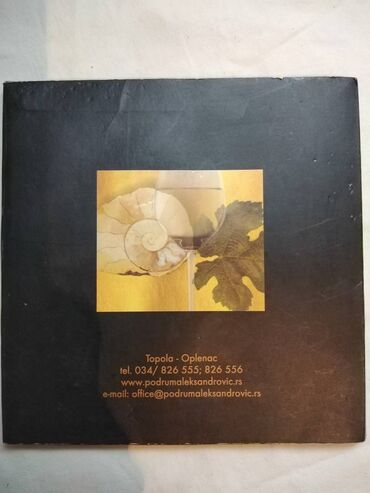 Topola - Oplenac
tel. 034/ 826 555; 826 556
www.podrumaleksandrovic.rs
e-mail: office@podrumaleksandrovic.rs